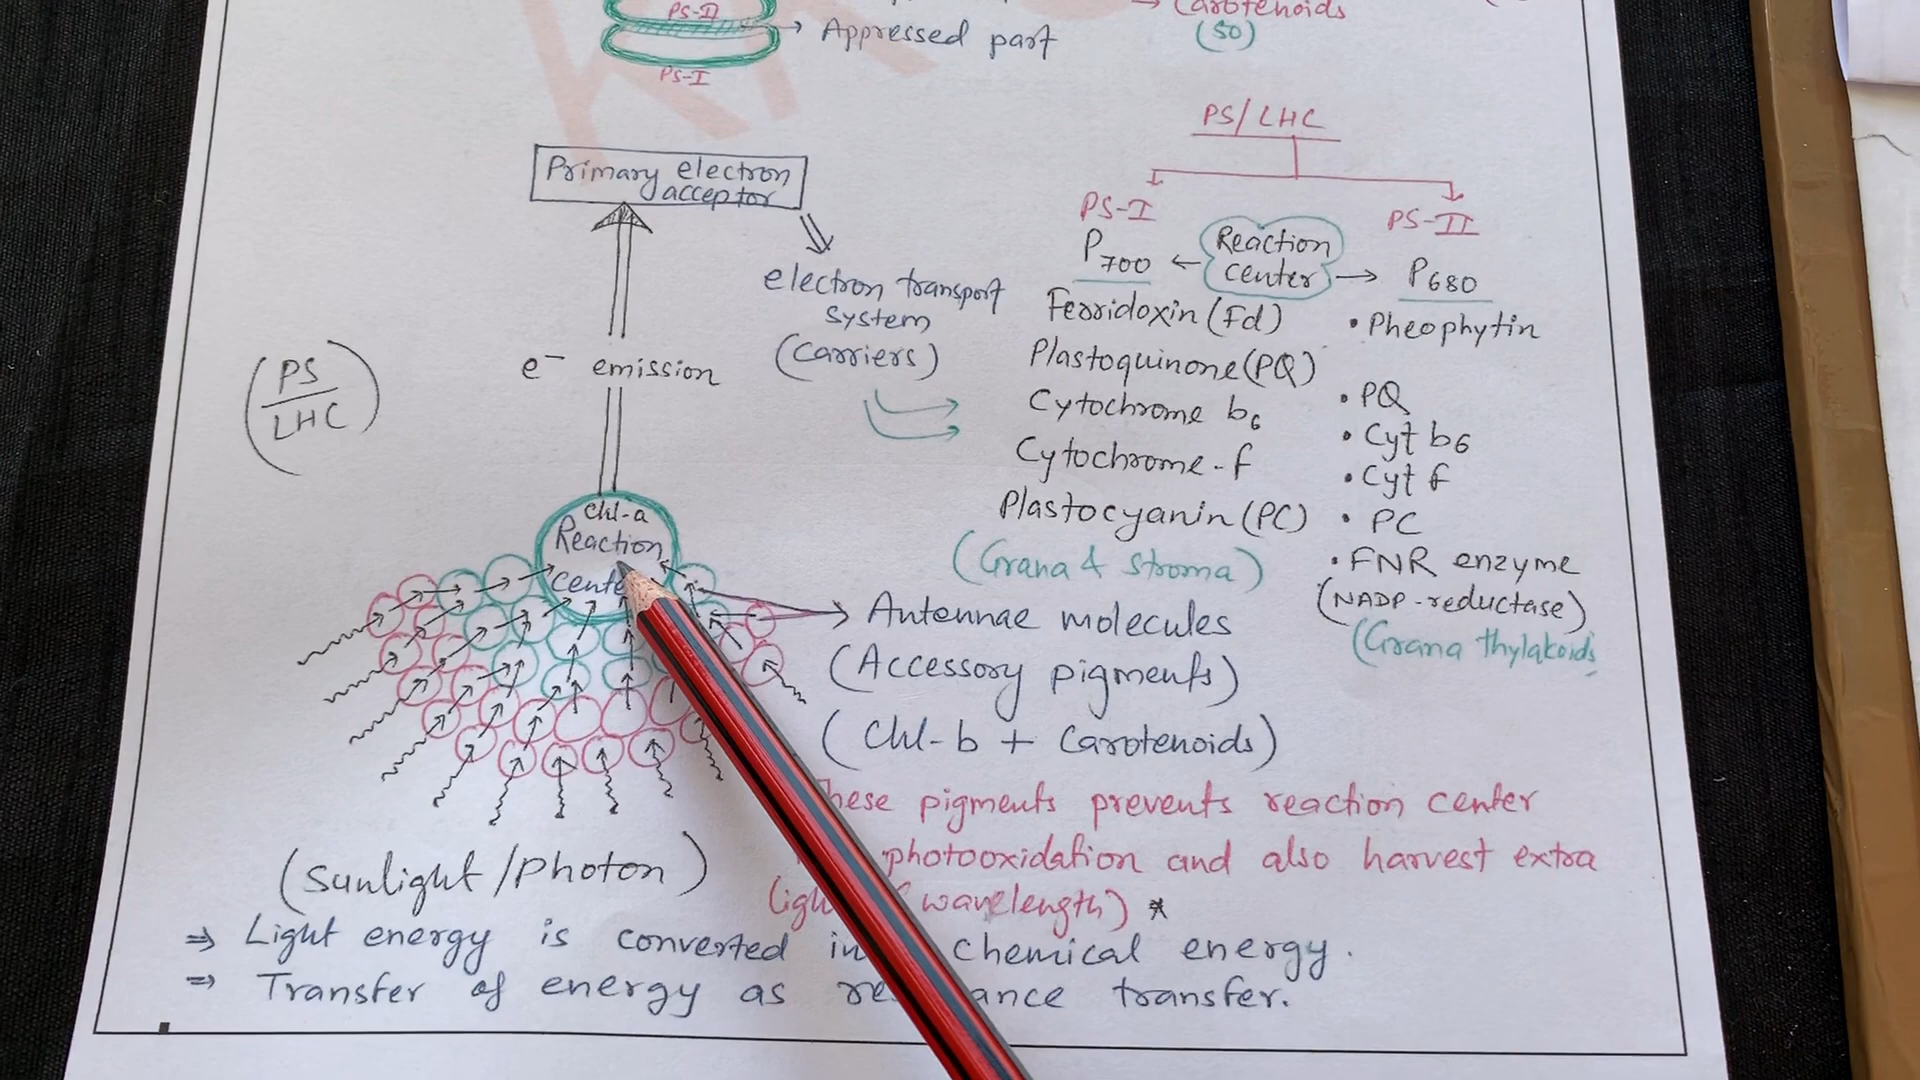 PS-II
Appressed part
PS-I
Carotenoids
(50)
PS/LHC
PS-I
PS-II
Reaction
center
P700
P680
Primary electron
acceptor
electron transport
system
(carriers)
e⁻ emission
PS
LHC
Ferridoxin (Fd)
Plastoquinone (PQ)
Cytochrome b6
Cytochrome-f
Plastocyanin (PC)
(Grana & Stroma)
• Pheophytin
• PQ
• Cyt b6
• Cyt f
• PC
• FNR enzyme
(NADP-reductase)
(Grana thylakoids
Chl-a
Reaction
Cente
Antennae molecules
(Accessory pigments)
(Chl-b + Carotenoids)
hese pigments prevents reaction center
photooxidation and also harvest extra
(ligh wavelength) *
(Sunlight/Photon)
⇒ Light energy is converted in chemical energy.
⇒ Transfer of energy as re ance transfer.